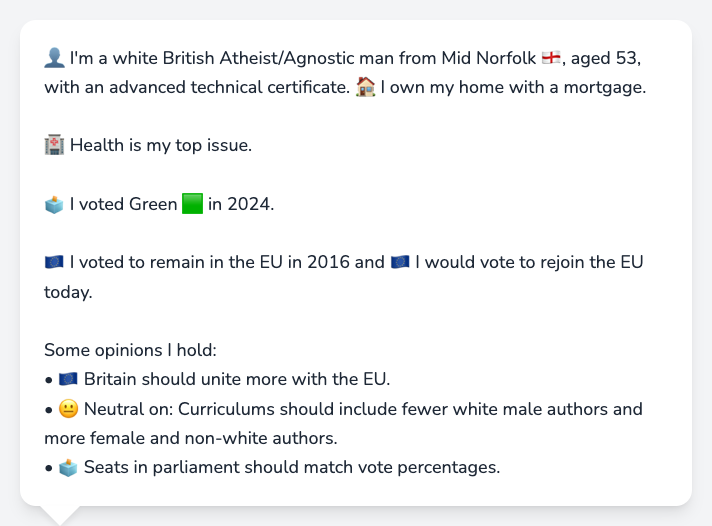 👤 I'm a white British Atheist/Agnostic man from Mid Norfolk 🏴󠁧󠁢󠁥󠁮󠁧󠁿, aged 53,
with an advanced technical certificate. 🏠 I own my home with a mortgage.
🏥 Health is my top issue.
🗳️ I voted Green 🟩 in 2024.
🇪🇺 I voted to remain in the EU in 2016 and 🇪🇺 I would vote to rejoin the EU
today.
Some opinions I hold:
• 🇪🇺 Britain should unite more with the EU.
• 😐 Neutral on: Curriculums should include fewer white male authors and
more female and non-white authors.
• 🗳️ Seats in parliament should match vote percentages.